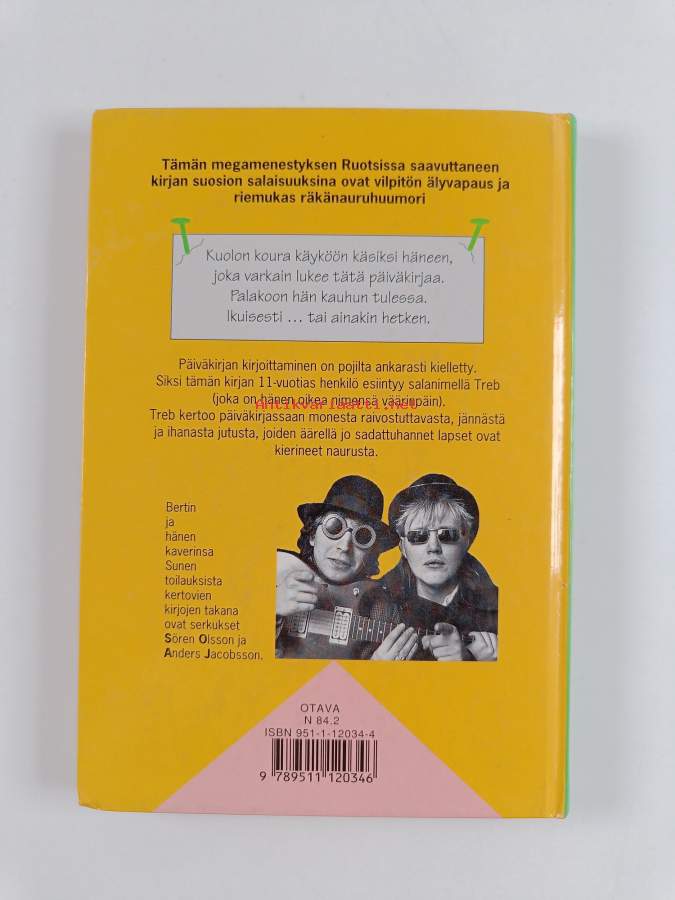 Tämän megamenestyksen Ruotsissa saavuttaneen
kirjan suosion salaisuuksina ovat vilpitön älyvapaus ja
riemukas räkänauruhuumori
Kuolon koura käyköön käsiksi häneen,
joka varkain lukee tätä päiväkirjaa.
Palakoon hän kauhun tulessa.
Ikuisesti ... tai ainakin hetken.
Päiväkirjan kirjoittaminen on pojilta ankarasti kielletty.
Siksi tämän kirjan 11-vuotias henkilö esiintyy salanimellä Treb
(joka on hänen oikea nimensä väärinpäin).
Antikvariaatti.net
Treb kertoo päiväkirjassaan monesta raivostuttavasta, jännästä
ja ihanasta jutusta, joiden äärellä jo sadattuhannet lapset ovat
kierineet naurusta.
Bertin
ja
hänen
kaverinsa
Sunen
toilauksista
kertovien
kirjojen takana
ovat serkukset
Sören Olsson ja
Anders Jacobsson.
OTAVA
N 84.2
ISBN 951-1-12034-4
9 789511 120346